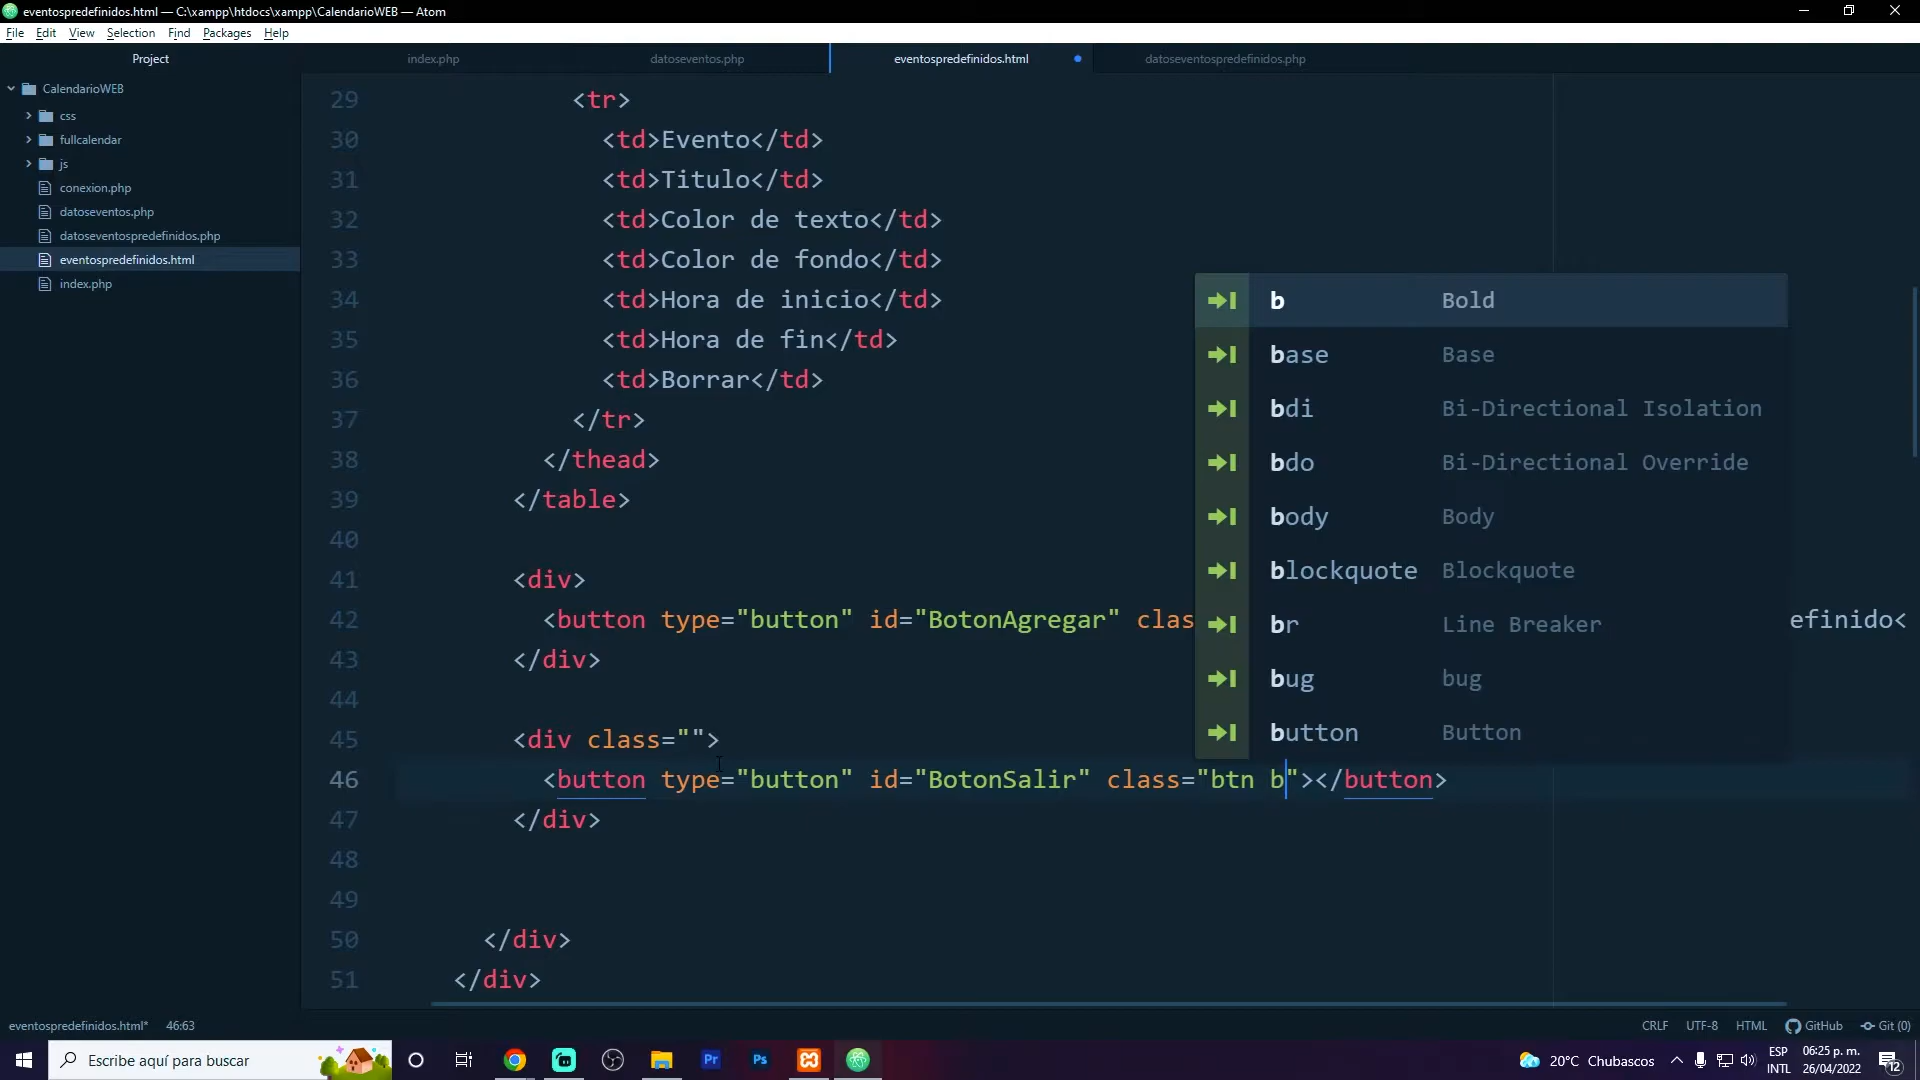 eventospredefinidos.html — C:\xampp\htdocs\xampp\CalendarioWEB — Atom
File Edit View Selection Find Packages Help
Project
index.php
datoseventos.php
eventospredefinidos.html
datoseventospredefinidos.php
CalendarioWEB
css
fullcalendar
js
conexion.php
datoseventos.php
datoseventospredefinidos.php
eventospredefinidos.html
index.php
29 <tr>
30 <td>Evento</td>
31 <td>Titulo</td>
32 <td>Color de texto</td>
33 <td>Color de fondo</td>
34 <td>Hora de inicio</td>
35 <td>Hora de fin</td>
36 <td>Borrar</td>
37 </tr>
38 </thead>
39 </table>
40
41 <div>
42 <button type="button" id="BotonAgregar" clas efinido<
43 </div>
44
45 <div class="">
46 <button type="button" id="BotonSalir" class="btn b"></button>
47 </div>
48
49
50 </div>
51 </div>
b Bold
base Base
bdi Bi-Directional Isolation
bdo Bi-Directional Override
body Body
blockquote Blockquote
br Line Breaker
bug bug
button Button
eventospredefinidos.html* 46:63
CRLF UTF-8 HTML GitHub Git (0)
Escribe aquí para buscar
Pr
Ps
20°C Chubascos
ESP
INTL
06:25 p. m.
26/04/2022
12